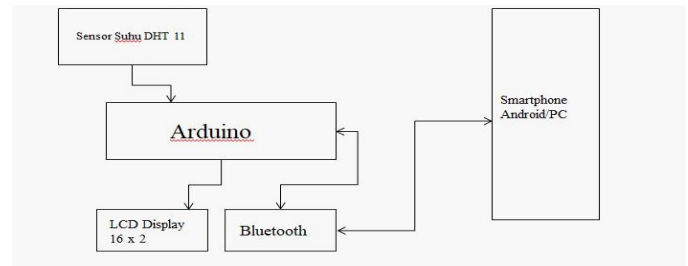 Sensor Suhu DHT 11
Smartphone
Android/PC
Arduino
LCD Display
16 x 2
Bluetooth